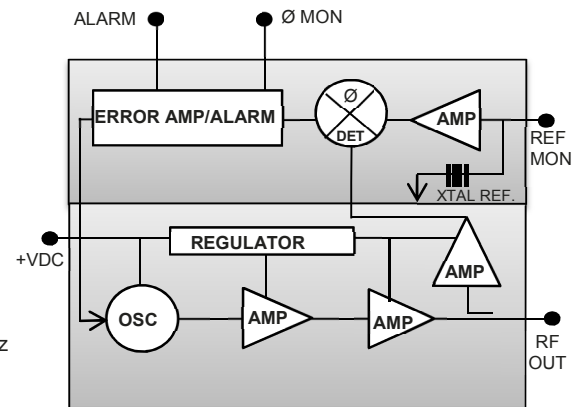 ALARM
Ø MON
ERROR AMP/ALARM
Ø
DET
AMP
REF
MON
XTAL REF.
+VDC
REGULATOR
AMP
OSC
AMP
AMP
RF
OUT
z